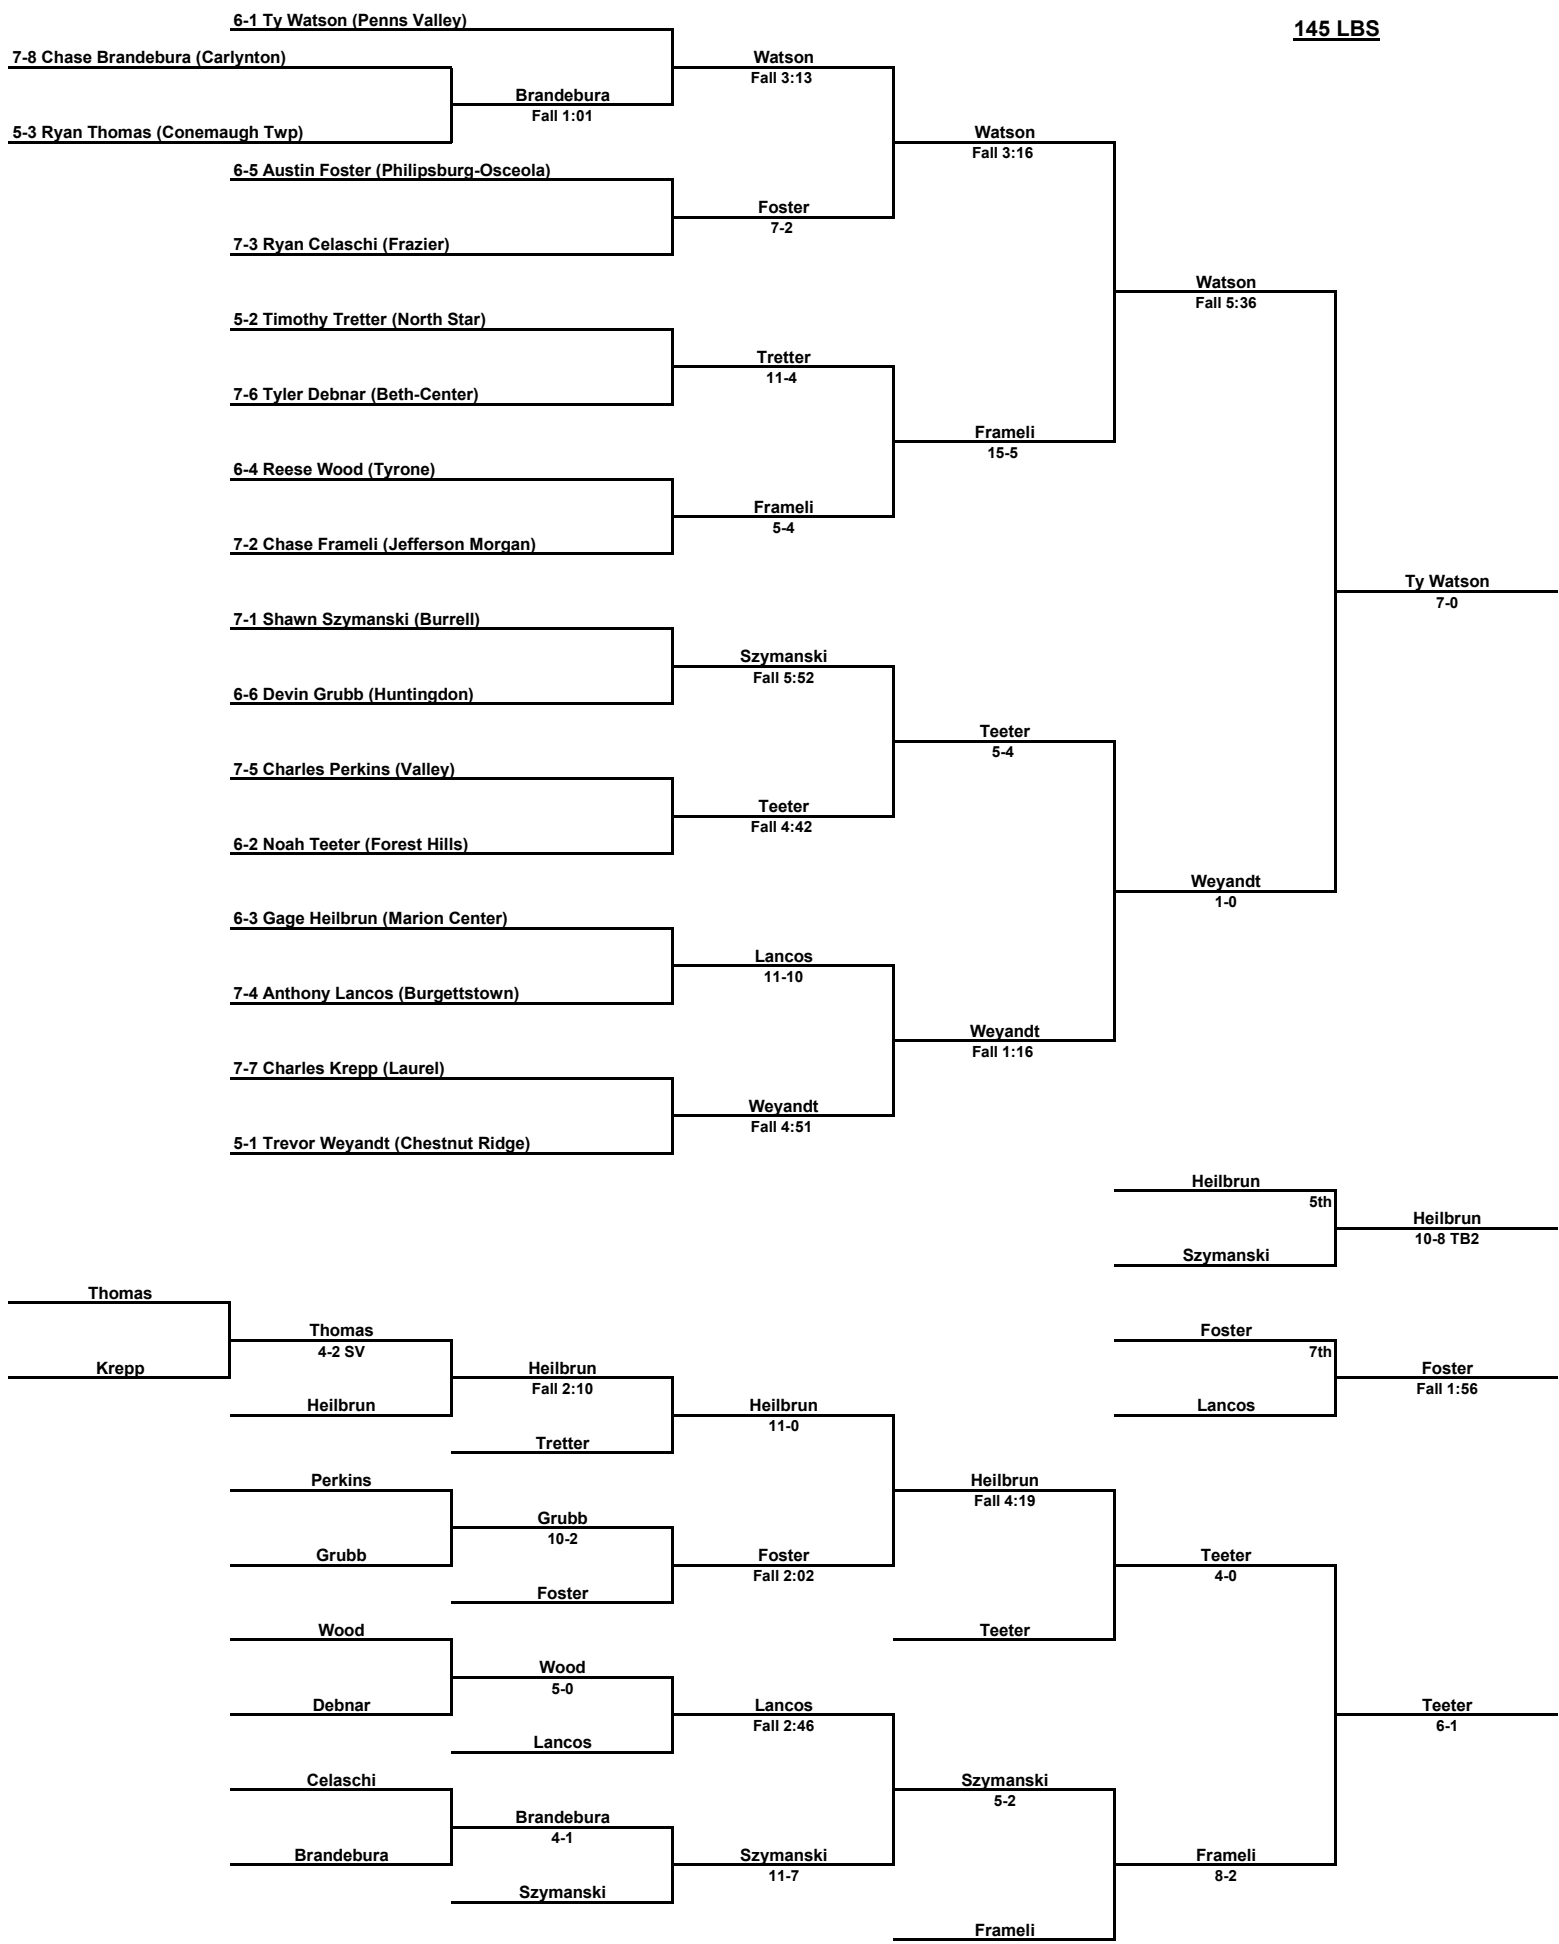 6-1 Ty Watson (Penns Valley)
145 LBS
7-8 Chase Brandebura (Carlynton)
Watson
Fall 3:13
Brandebura
Fall 1:01
5-3 Ryan Thomas (Conemaugh Twp)
Watson
Fall 3:16
6-5 Austin Foster (Philipsburg-Osceola)
Foster
7-2
7-3 Ryan Celaschi (Frazier)
Watson
Fall 5:36
5-2 Timothy Tretter (North Star)
Tretter
11-4
7-6 Tyler Debnar (Beth-Center)
Frameli
15-5
6-4 Reese Wood (Tyrone)
Frameli
5-4
7-2 Chase Frameli (Jefferson Morgan)
Ty Watson
7-0
7-1 Shawn Szymanski (Burrell)
Szymanski
Fall 5:52
6-6 Devin Grubb (Huntingdon)
Teeter
5-4
7-5 Charles Perkins (Valley)
Teeter
Fall 4:42
6-2 Noah Teeter (Forest Hills)
Weyandt
1-0
6-3 Gage Heilbrun (Marion Center)
Lancos
11-10
7-4 Anthony Lancos (Burgettstown)
Weyandt
Fall 1:16
7-7 Charles Krepp (Laurel)
Weyandt
Fall 4:51
5-1 Trevor Weyandt (Chestnut Ridge)
Heilbrun
5th
Heilbrun
10-8 TB2
Szymanski
Thomas
Thomas
4-2 SV
Foster
7th
Krepp
Heilbrun
Fall 2:10
Foster
Fall 1:56
Heilbrun
Heilbrun
11-0
Lancos
Tretter
Perkins
Heilbrun
Fall 4:19
Grubb
10-2
Grubb
Foster
Fall 2:02
Teeter
4-0
Foster
Wood
Teeter
Wood
5-0
Debnar
Lancos
Fall 2:46
Teeter
6-1
Lancos
Celaschi
Szymanski
5-2
Brandebura
4-1
Brandebura
Szymanski
11-7
Frameli
8-2
Szymanski
Frameli